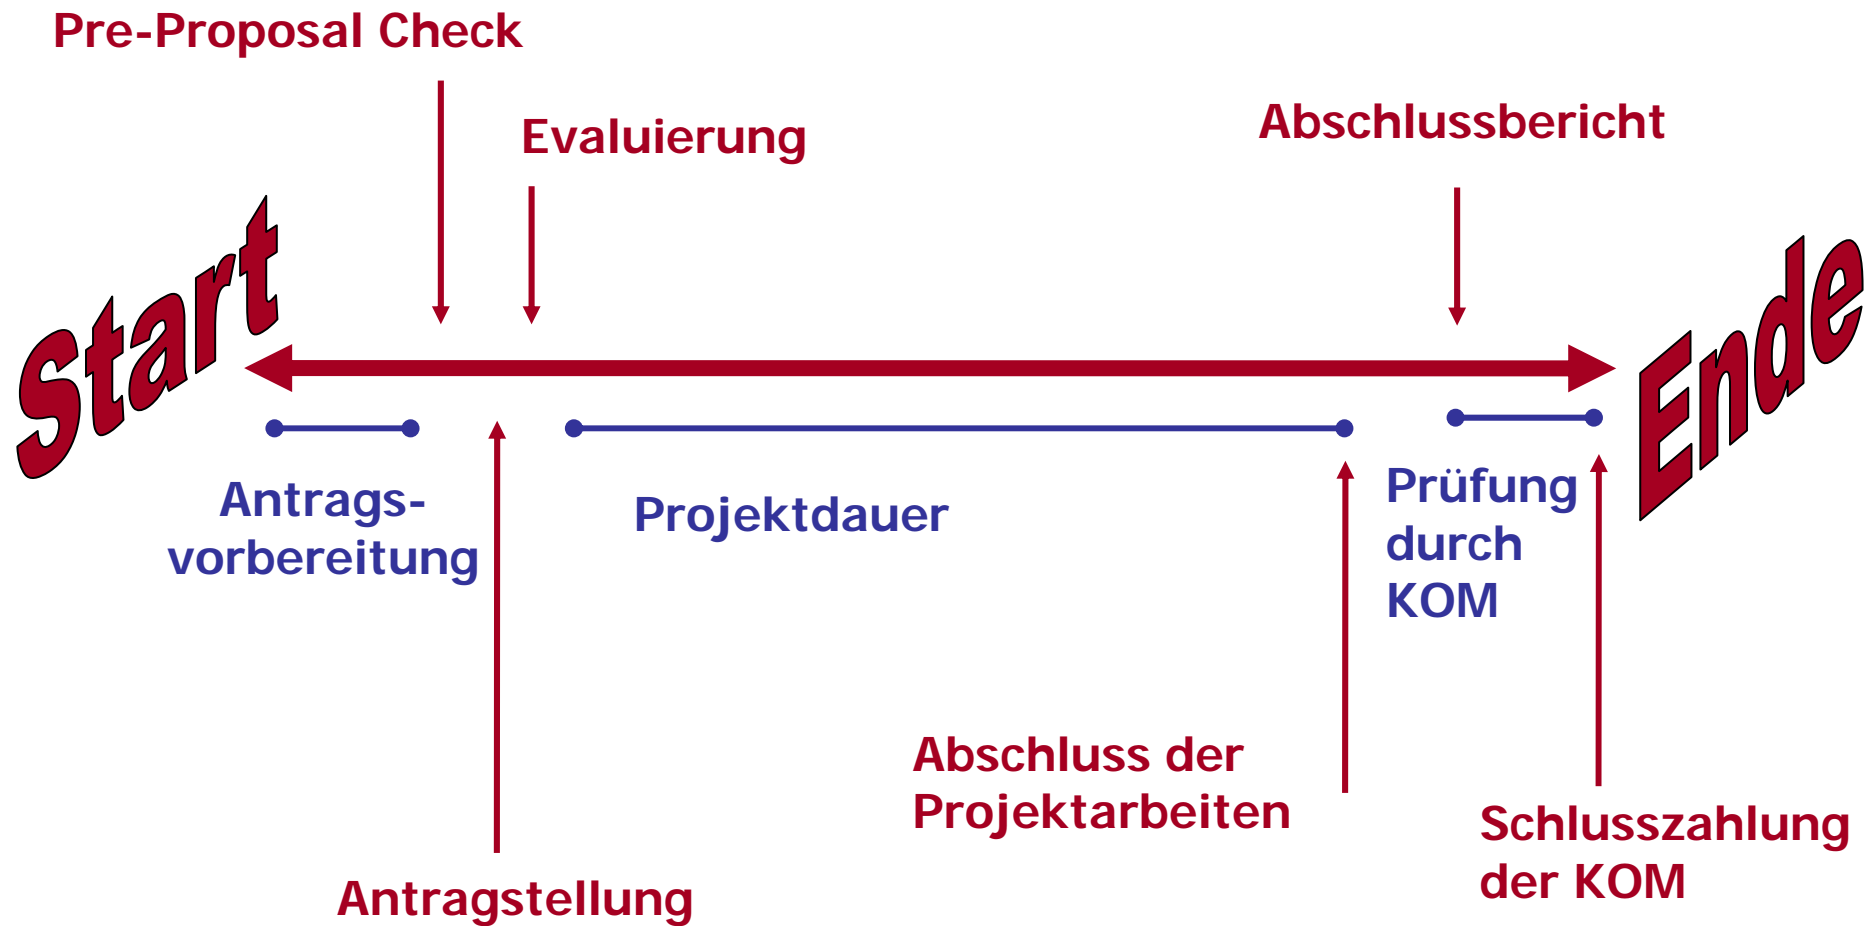 Pre-Proposal Check
Evaluierung
Abschlussbericht
Start
Ende
Antrags-
vorbereitung
Projektdauer
Prüfung
durch
KOM
Abschluss der
Projektarbeiten
Schlusszahlung
der KOM
Antragstellung